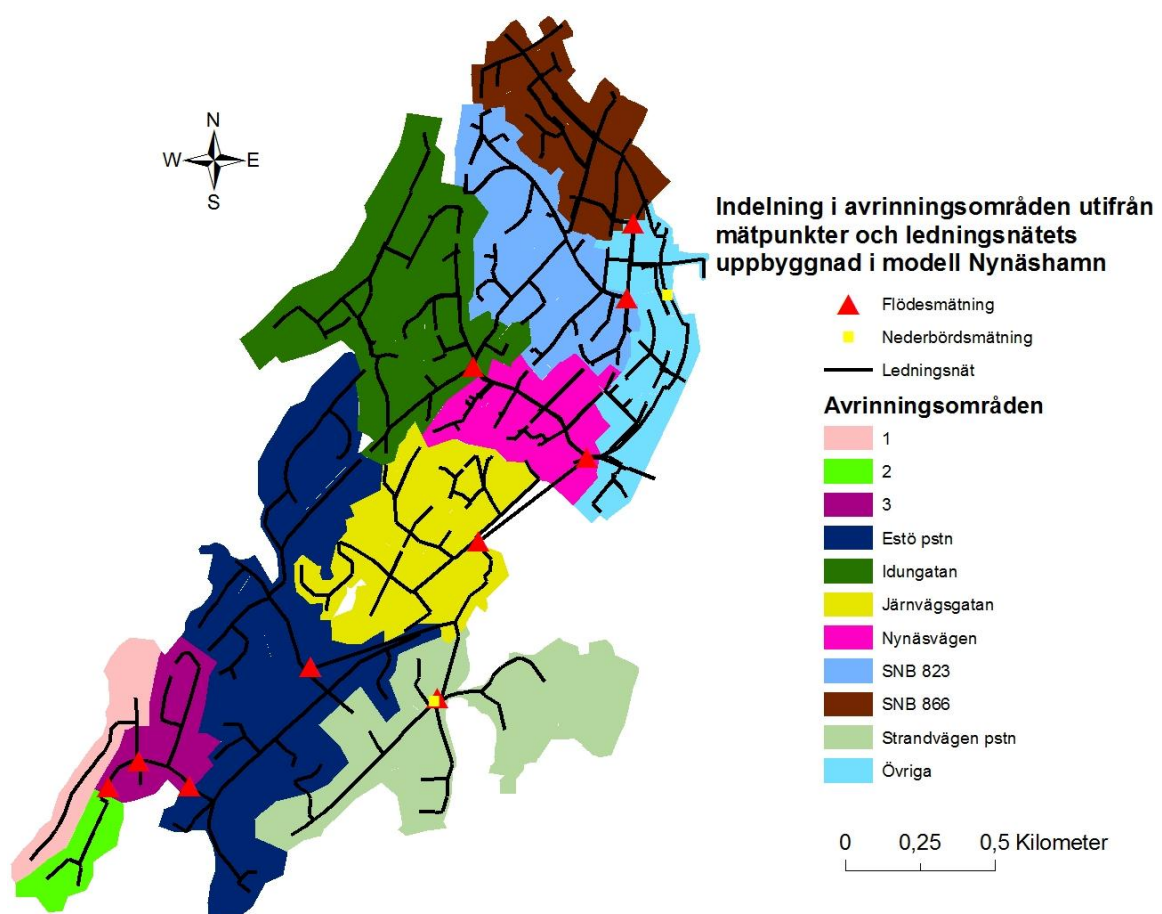 N
W E
S
Indelning i avrinningsområden utifrån
mätpunkter och ledningsnätets
uppbyggnad i modell Nynäshamn
Flödesmätning
Nederbördsmätning
Ledningsnät
Avrinningsområden
1
2
3
Estö pstn
Idungatan
Järnvägsgatan
Nynäsvägen
SNB 823
SNB 866
Strandvägen pstn
Övriga
0 0,25 0,5 Kilometer